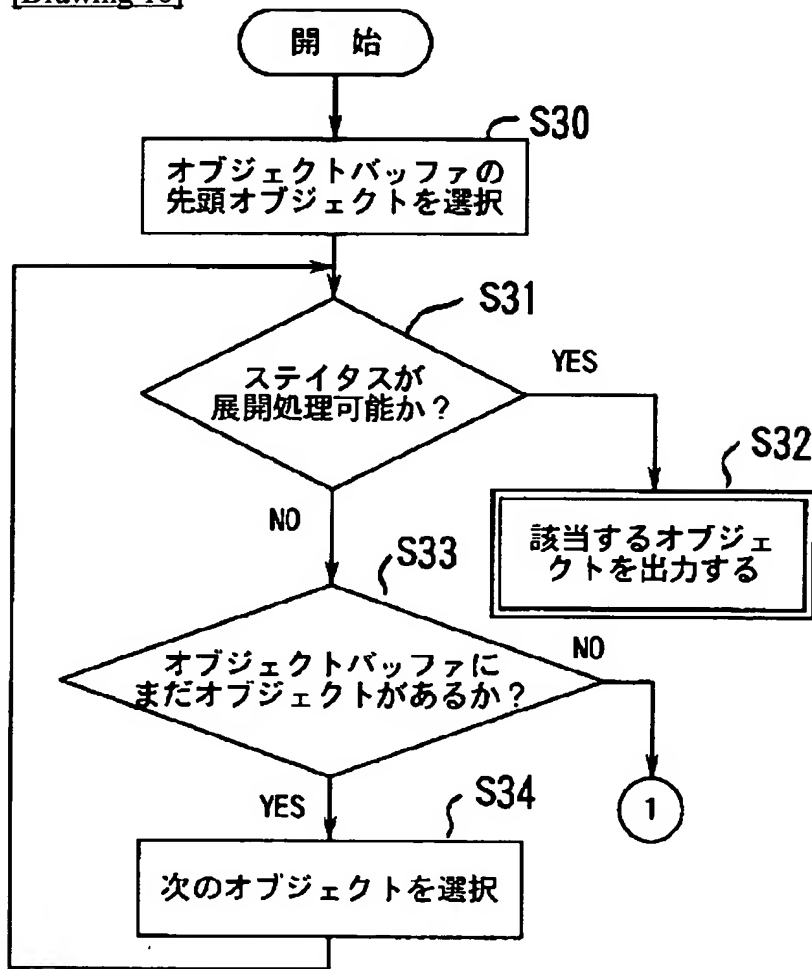 開 始
S30
オブジェクトバッファの
先頭オブジェクトを選択
S31
ステイタスが
展開処理可能か？
YES
S32
該当するオブジェ
クトを出力する
NO
S33
オブジェクトバッファに
まだオブジェクトがあるか？
NO
1
YES
S34
次のオブジェクトを選択